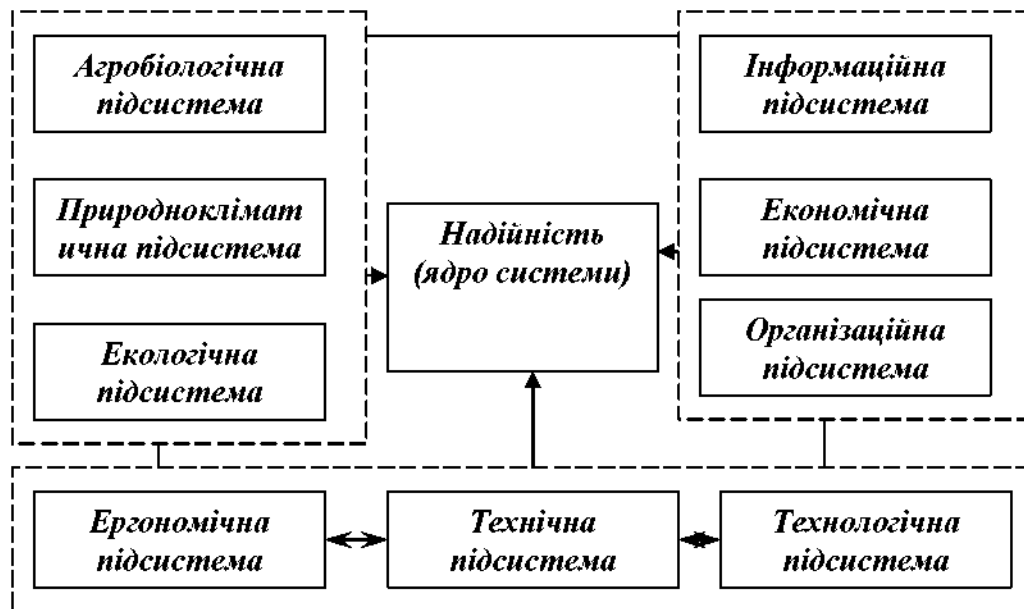 Агробіологічна
підсистема
Природноклімат
ична підсистема
Екологічна
підсистема
Надійність
(ядро системи)
Інформаційна
підсистема
Економічна
підсистема
Організаційна
підсистема
Ергономічна
підсистема
Технічна
підсистема
Технологічна
підсистема